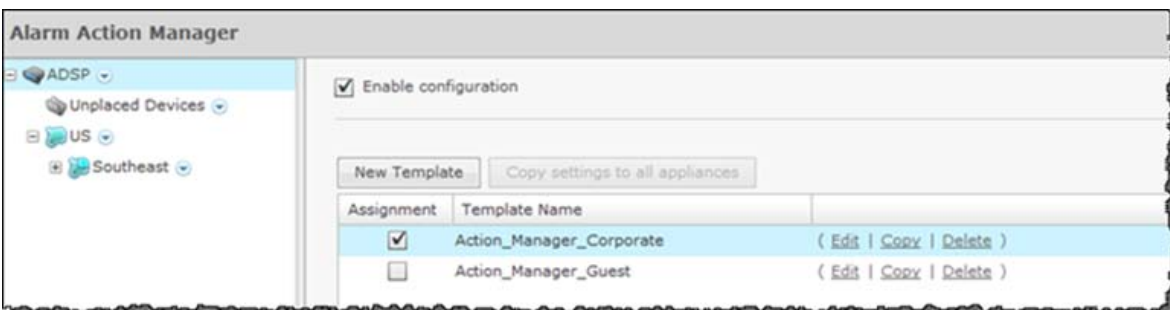 Alarm Action Manager
ADSP
Unplaced Devices
US
Southeast
Enable configuration
New Template
Copy settings to all appliances
Assignment Template Name
Action_Manager_Corporate ( Edit | Copy | Delete )
Action_Manager_Guest ( Edit | Copy | Delete )